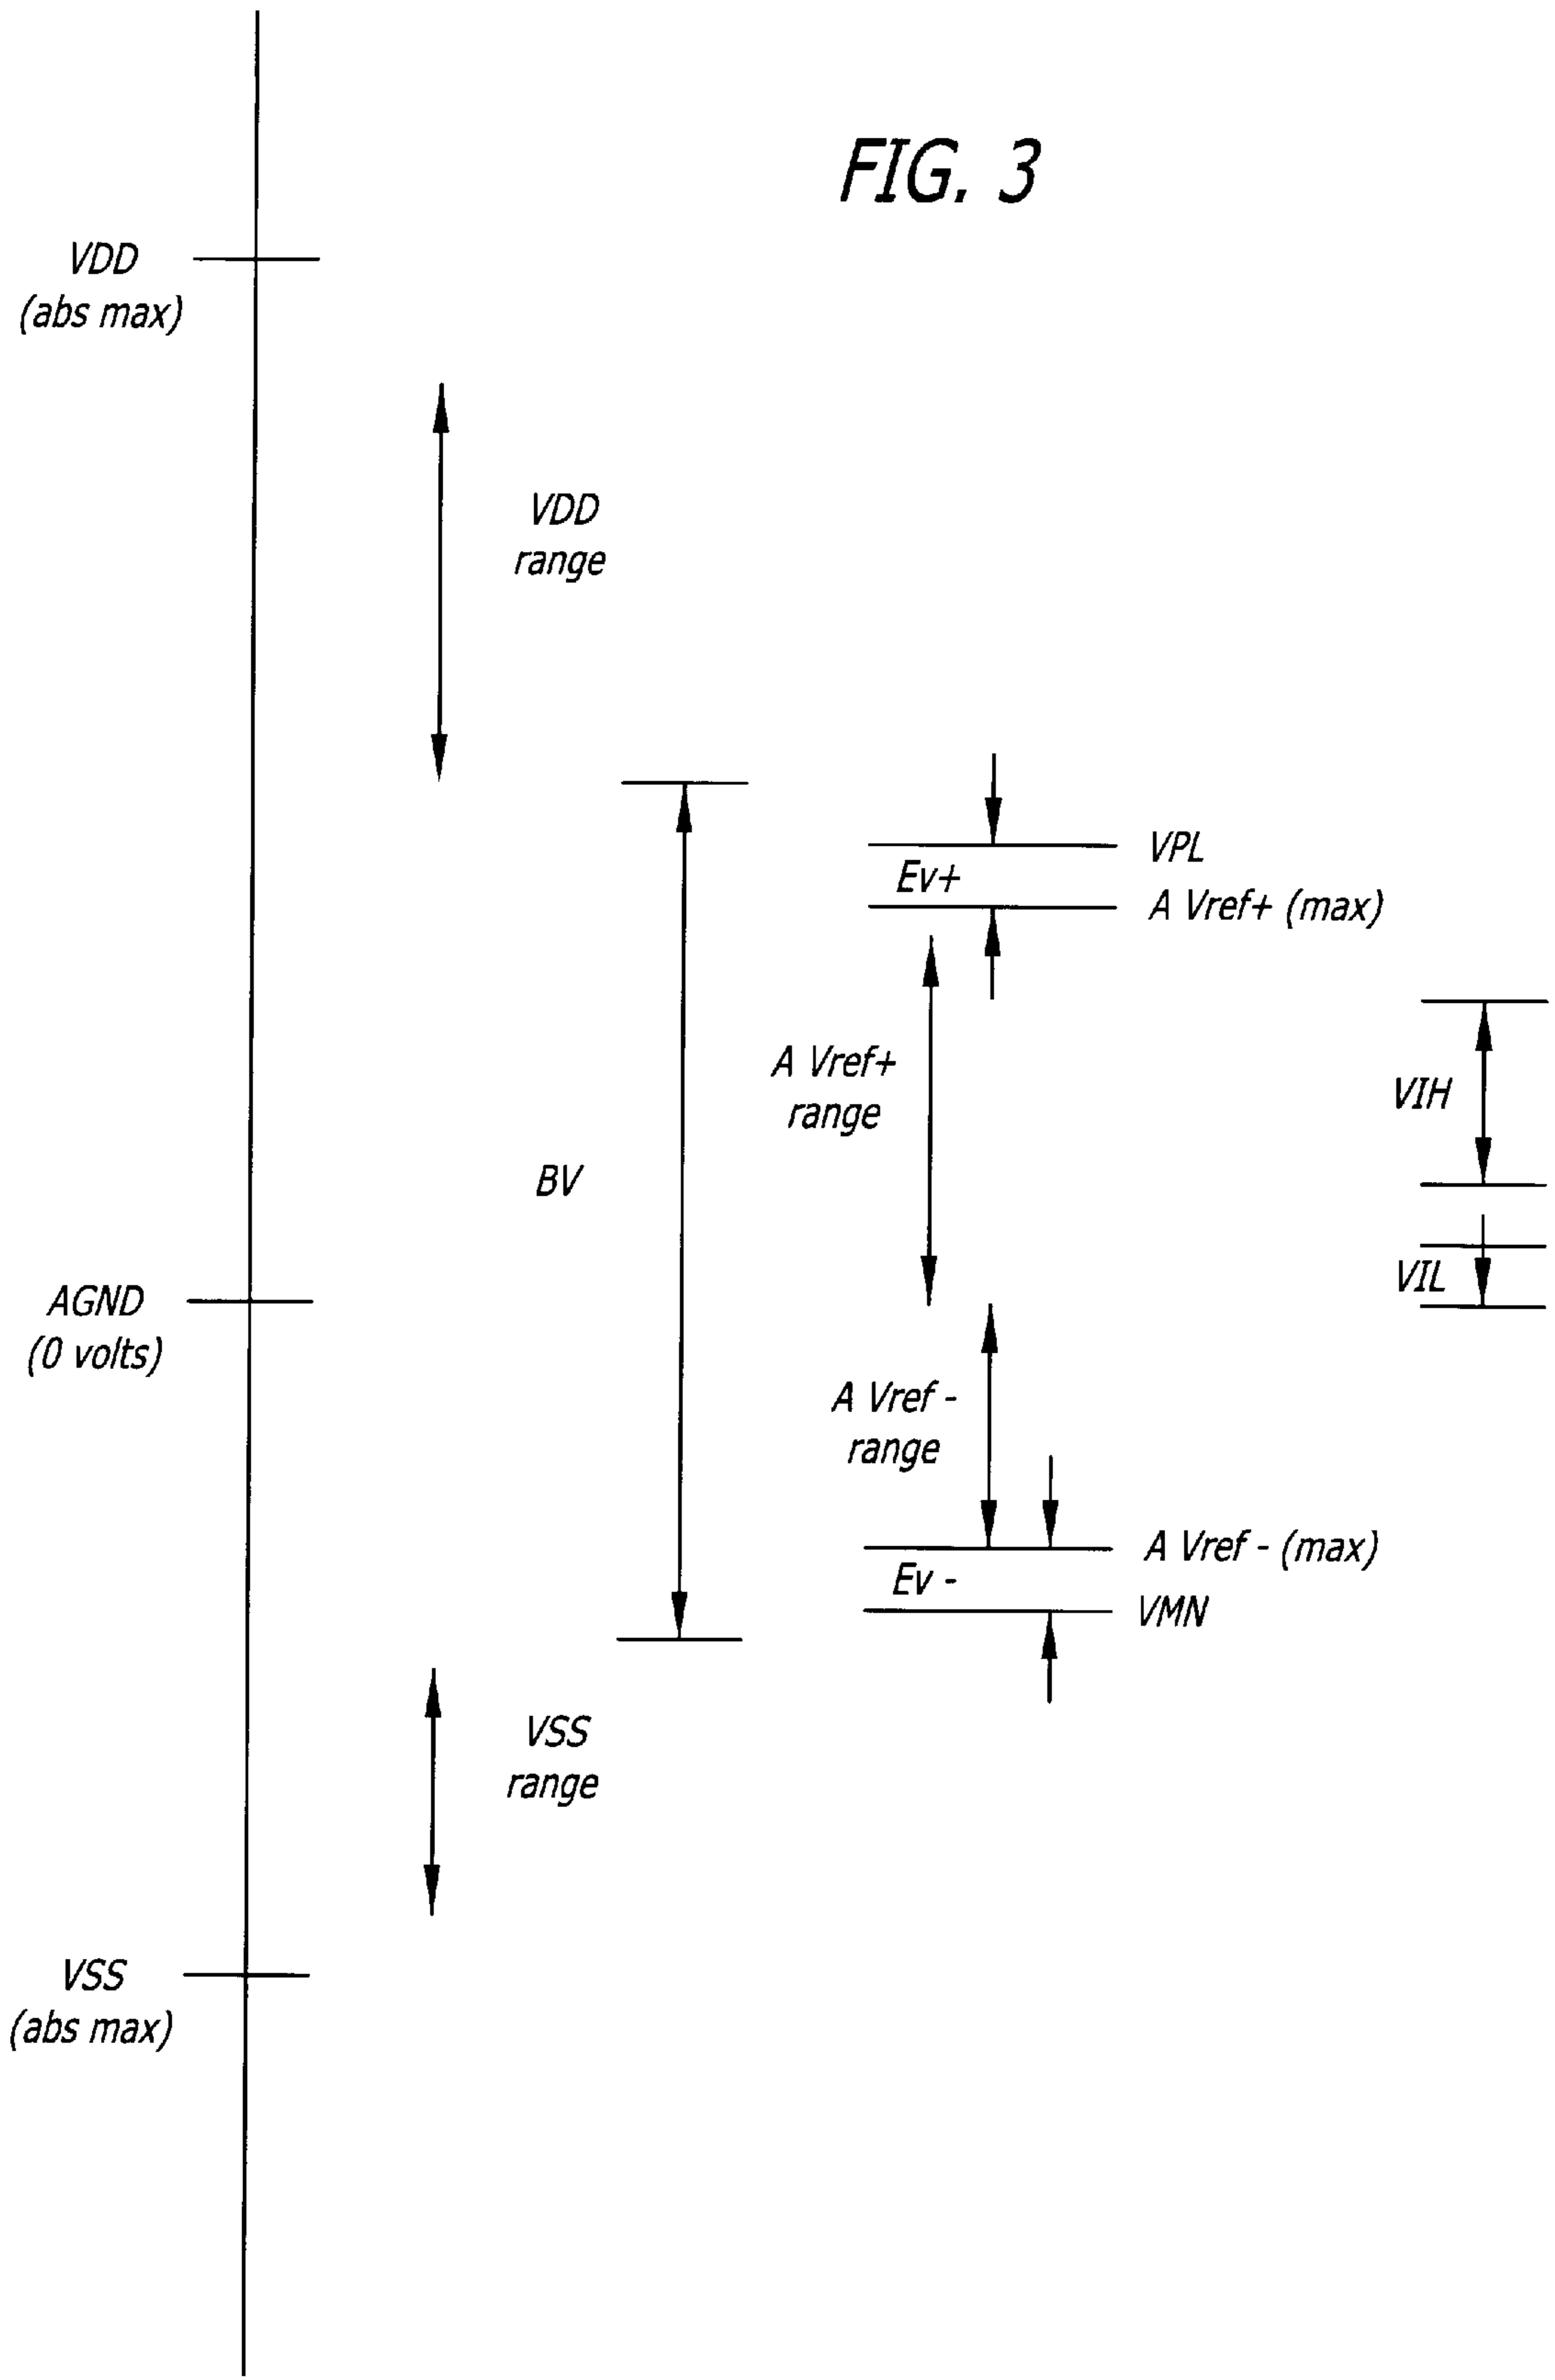 FIG. 3
VDD
(abs max)
VDD
range
VPL
Ev+
A Vref+ (max)
A Vref+
range
VIH
BV
VIL
AGND
(0 volts)
A Vref -
range
A Vref - (max)
Ev -
VMN
VSS
range
VSS
(abs max)